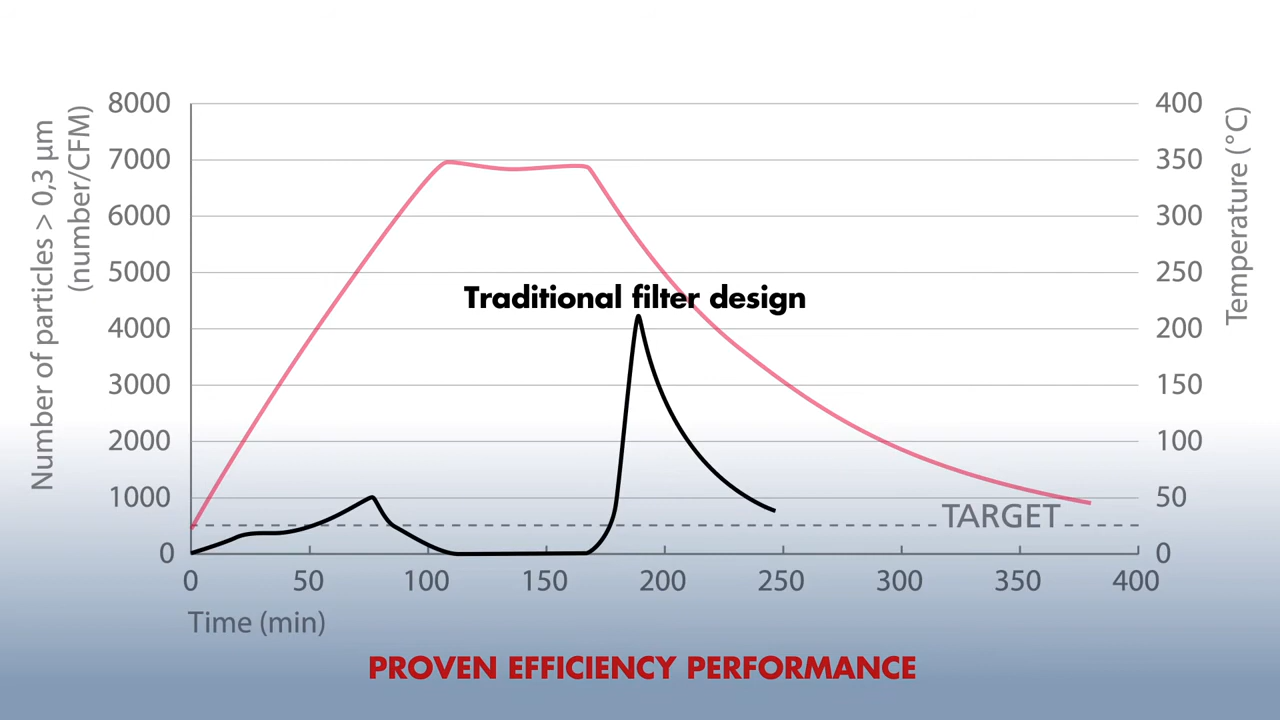 Number of particles > 0,3 µm
(number/CFM)
8000
7000
6000
5000
4000
3000
2000
1000
0
Traditional filter design
TARGET
400
350
300
250
200
150
100
50
0
Temperature (°C)
0 50 100 150 200 250 300 350 400
Time (min)
PROVEN EFFICIENCY PERFORMANCE